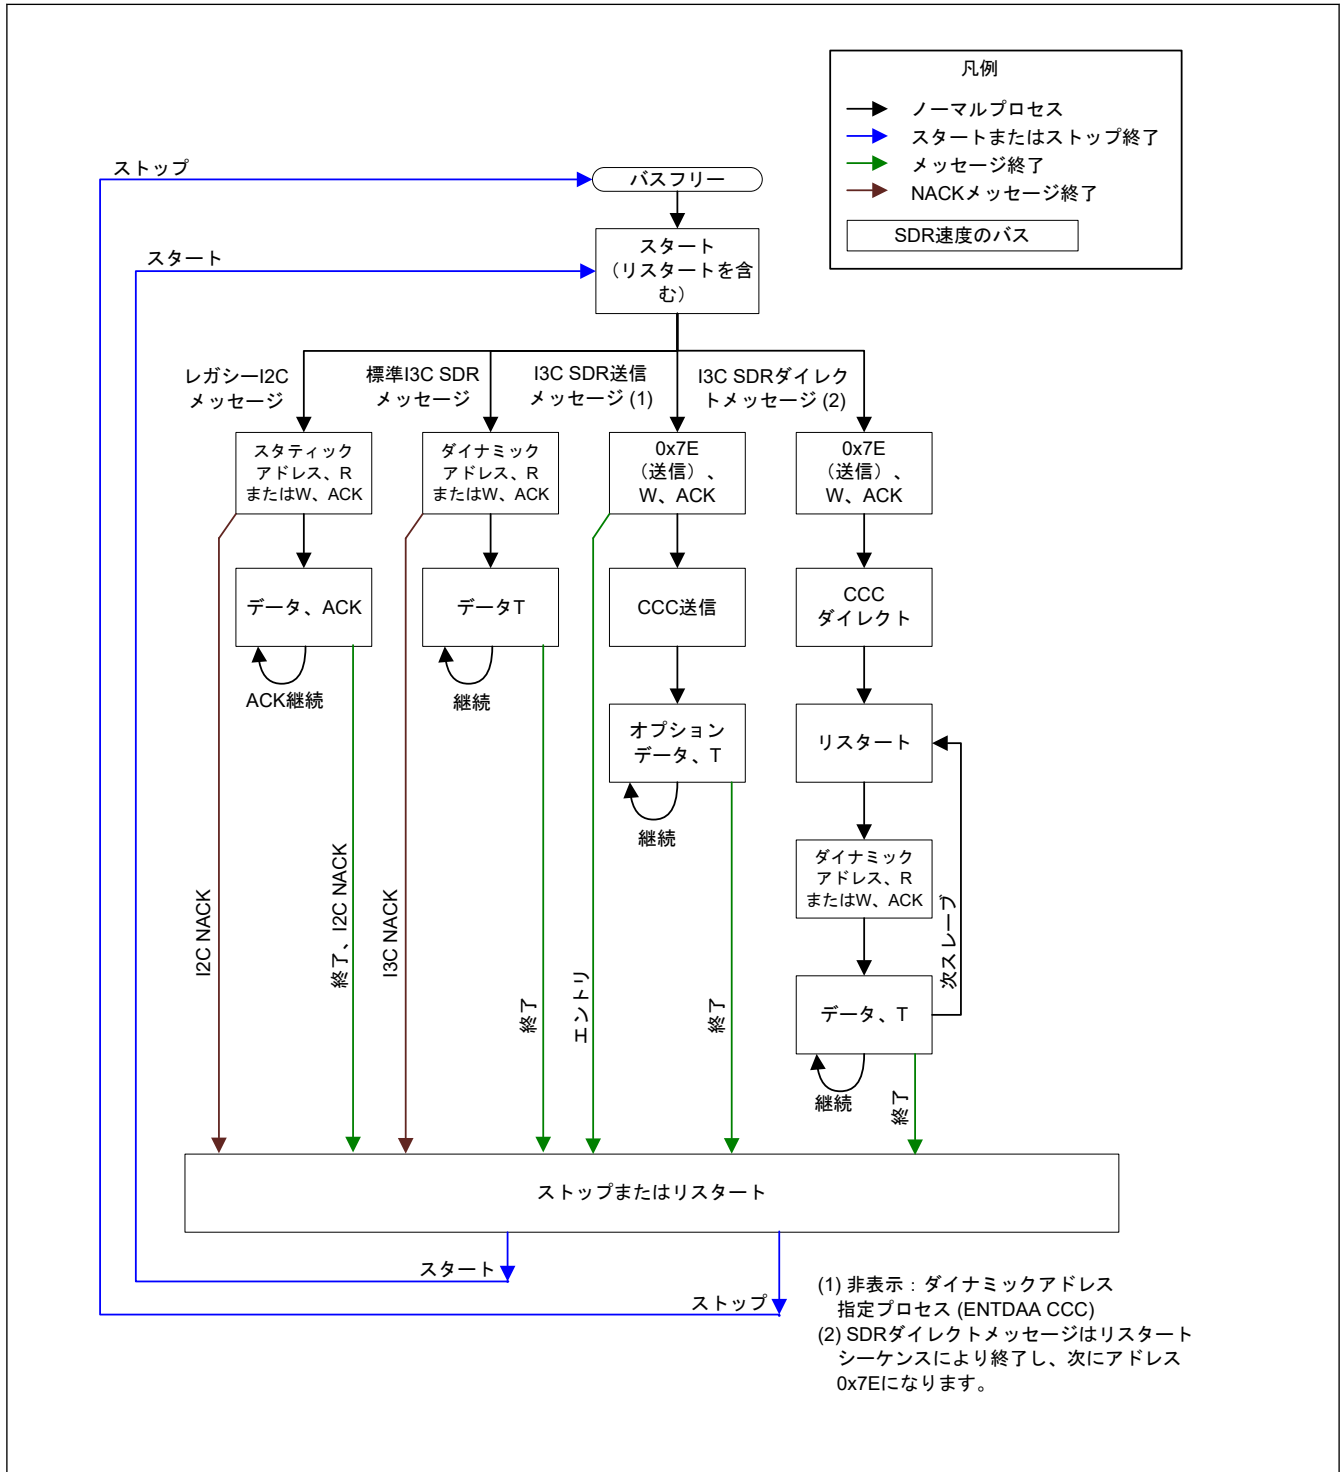 凡例
ノーマルプロセス
スタートまたはストップ終了
メッセージ終了
NACKメッセージ終了
SDR速度のバス
ストップ
バスフリー
スタート
スタート
（リスタートを含
む）
レガシーI2C
メッセージ
標準I3C SDR
メッセージ
I3C SDR送信
メッセージ (1)
I3C SDRダイレク
トメッセージ (2)
スタティック
アドレス、R
またはW、ACK
ダイナミック
アドレス、R
またはW、ACK
0x7E
（送信）、
W、ACK
0x7E
（送信）、
W、ACK
データ、ACK
データT
CCC送信
CCC
ダイレクト
ACK継続
継続
オプション
データ、T
リスタート
継続
ダイナミック
アドレス、R
またはW、ACK
次スレーブ
I2C NACK
終了、I2C NACK
I3C NACK
終了
エントリ
終了
データ、T
継続
終了
ストップまたはリスタート
スタート
ストップ
(1) 非表示：ダイナミックアドレス
指定プロセス (ENTDAA CCC)
(2) SDRダイレクトメッセージはリスタート
シーケンスにより終了し、次にアドレス
0x7Eになります。